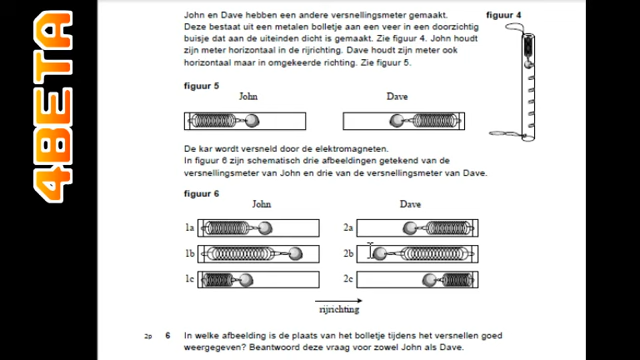 4BETA
John en Dave hebben een andere versnellingsmeter gemaakt.
Deze bestaat uit een metalen bolletje aan een veer in een doorzichtig
buisje dat aan de uiteinden dicht is gemaakt. Zie figuur 4. John houdt
zijn meter horizontaal in de rijrichting. Dave houdt zijn meter ook
horizontaal maar in omgekeerde richting. Zie figuur 5.
figuur 4
figuur 5
John Dave
De kar wordt versneld door de elektromagneten.
In figuur 6 zijn schematisch drie afbeeldingen getekend van de
versnellingsmeter van John en drie van de versnellingsmeter van Dave.
figuur 6
John Dave
1a 2a
1b 2b
1c 2c
rijrichting
2p 6 In welke afbeelding is de plaats van het bolletje tijdens het versnellen goed
weergegeven? Beantwoord deze vraag voor zowel John als Dave.